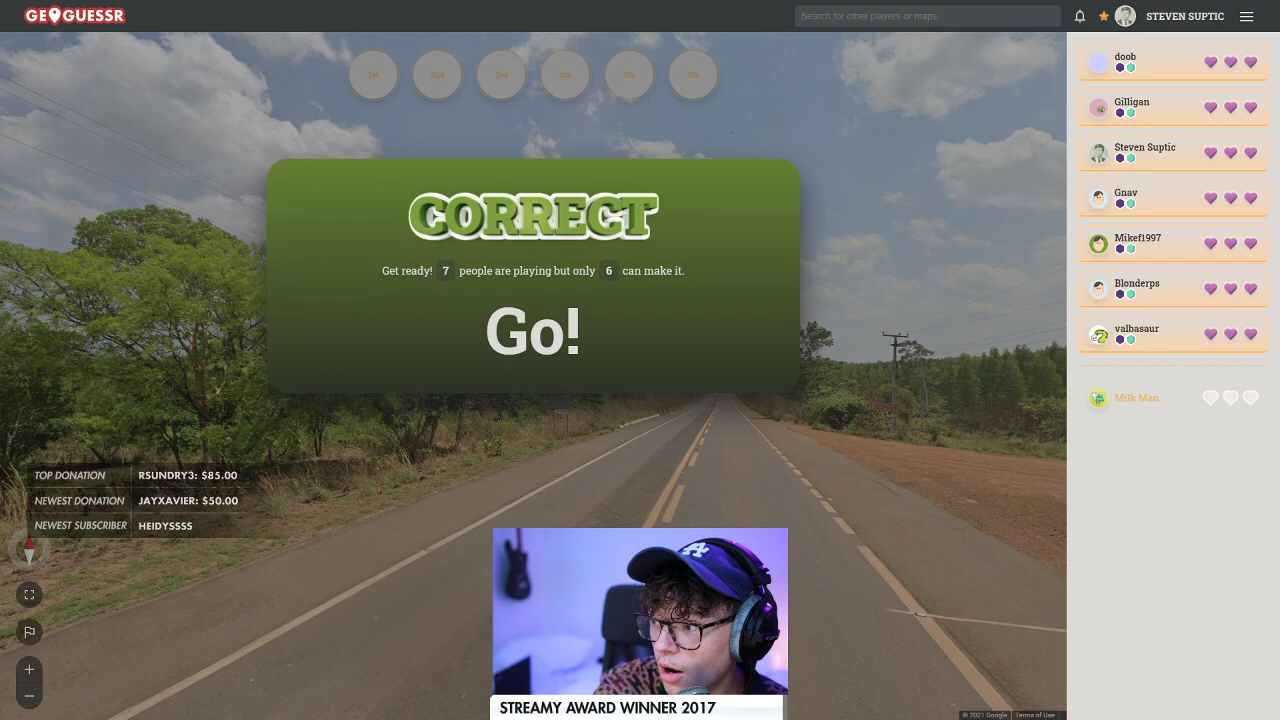 GEOGUESSR
Search for other players or maps
STEVEN SUPTIC
1st
2nd
3rd
4th
5th
6th
CORRECT
Get ready! 7 people are playing but only 6 can make it.
Go!
doob
Gilligan
Steven Suptic
Gnav
Mikef1997
Blonderps
valbasaur
Milk Man
TOP DONATION RSUNDRY3: $85.00
NEWEST DONATION JAYXAVIER: $50.00
NEWEST SUBSCRIBER HEIDYSSSS
LA
STREAMY AWARD WINNER 2017
© 2021 Google Terms of Use